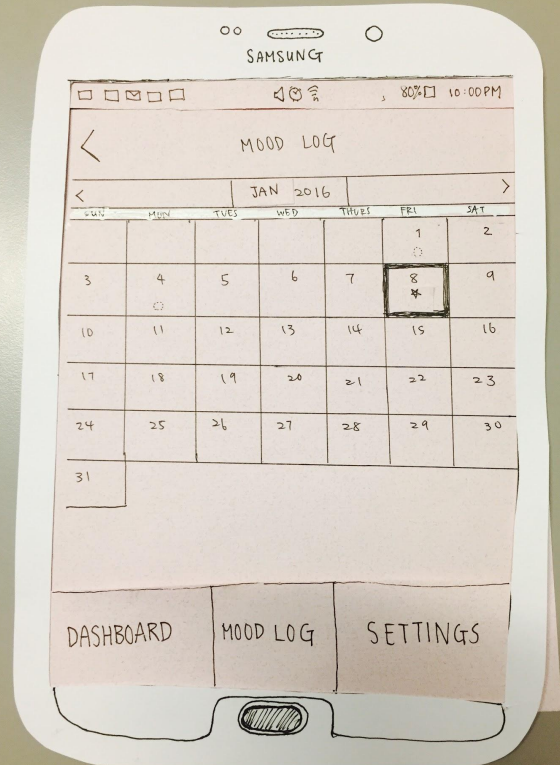 SAMSUNG
80% 10:00PM
MOOD LOG
< JAN 2016 >
SUN MON TUES WED THURS FRI SAT
1 2
3 4 5 6 7 8 9
10 11 12 13 14 15 16
17 18 19 20 21 22 23
24 25 26 27 28 29 30
31
DASHBOARD MOOD LOG SETTINGS